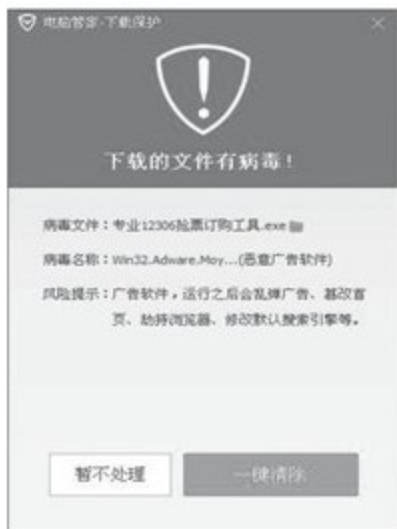 电脑管家-下载保护
下载的文件有病毒！
病毒文件：专业12306抢票订购工具.exe
病毒名称：Win32.Adware.Moy...(恶意广告软件)
风险提示：广告软件，运行之后会乱弹广告、篡改首
页、劫持浏览器、修改默认搜索引擎等。
暂不处理
一键清除